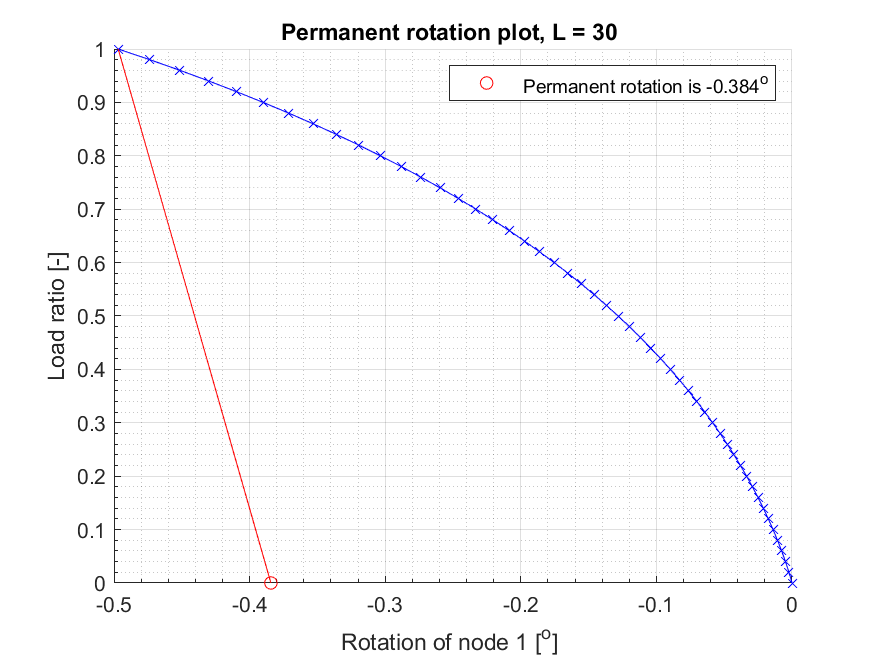 Permanent rotation plot, L = 30
Permanent rotation is -0.384°
Load ratio [-]
1
0.9
0.8
0.7
0.6
0.5
0.4
0.3
0.2
0.1
0
-0.5 -0.4 -0.3 -0.2 -0.1 0
Rotation of node 1 [°]